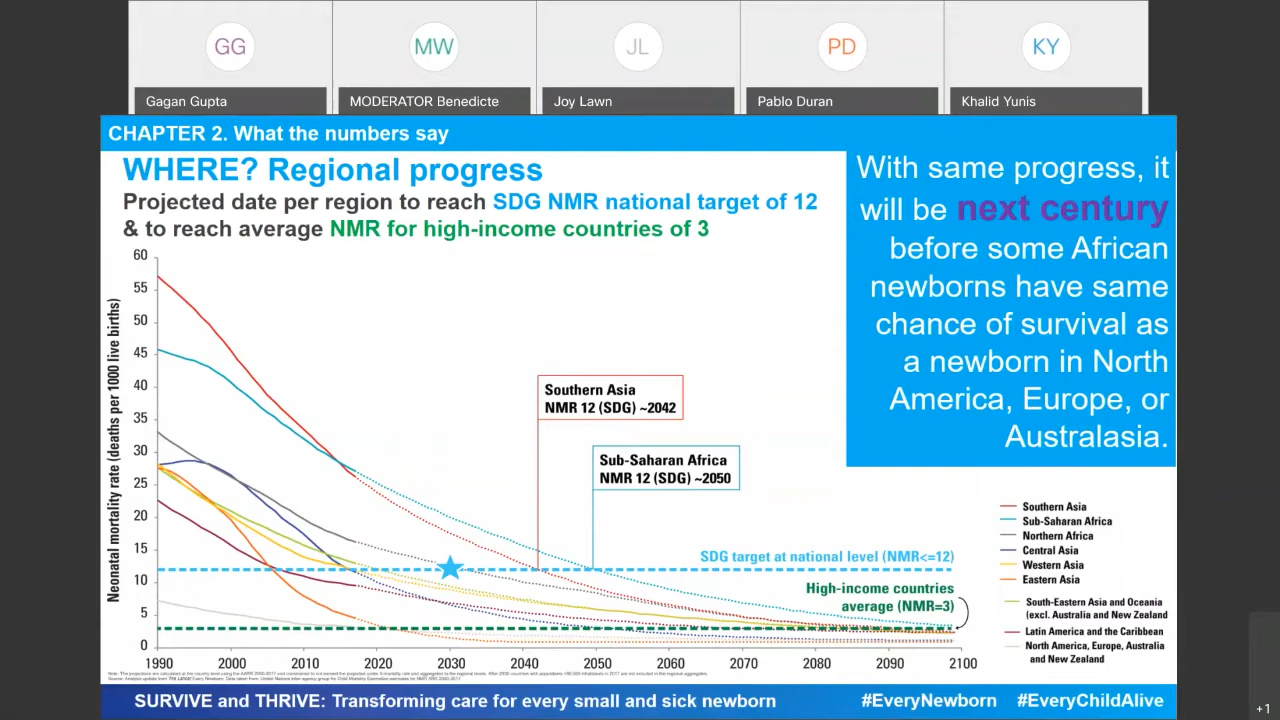 GG
MW
JL
PD
KY
Gagan Gupta
MODERATOR Benedicte
Joy Lawn
Pablo Duran
Khalid Yunis
CHAPTER 2. What the numbers say
WHERE? Regional progress
Projected date per region to reach SDG NMR national target of 12
& to reach average NMR for high-income countries of 3
With same progress, it
will be next century
before some African
newborns have same
chance of survival as
a newborn in North
America, Europe, or
Australasia.
Neonatal mortality rate (deaths per 1000 live births)
60
55
50
45
40
35
30
25
20
15
10
5
0
Southern Asia
NMR 12 (SDG) ~2042
Sub-Saharan Africa
NMR 12 (SDG) ~2050
SDG target at national level (NMR<=12)
High-income countries
average (NMR=3)
1990
2000
2010
2020
2030
2040
2050
2060
2070
2080
2090
2100
Southern Asia
Sub-Saharan Africa
Northern Africa
Central Asia
Western Asia
Eastern Asia
South-Eastern Asia and Oceania
(excl. Australia and New Zealand
Latin America and the Caribbean
North America, Europe, Australia
and New Zealand
SURVIVE and THRIVE: Transforming care for every small and sick newborn
#EveryNewborn #EveryChildAlive
+1